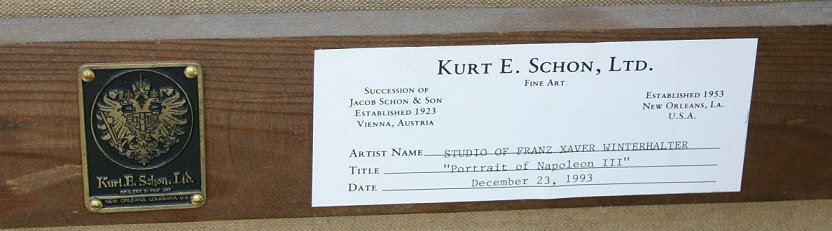 Kurt E. Schon, Ltd.
NEW ORLEANS, LOUISIANA, U.S.A.
KURT E. SCHON, LTD.
FINE ART
SUCCESSION OF
JACOB SCHON & SON
ESTABLISHED 1923
VIENNA, AUSTRIA
ESTABLISHED 1953
NEW ORLEANS, LA.
U.S.A.
ARTIST NAME STUDIO OF FRANZ XAVER WINTERHALTER
TITLE "Portrait of Napoleon III"
DATE December 23, 1993